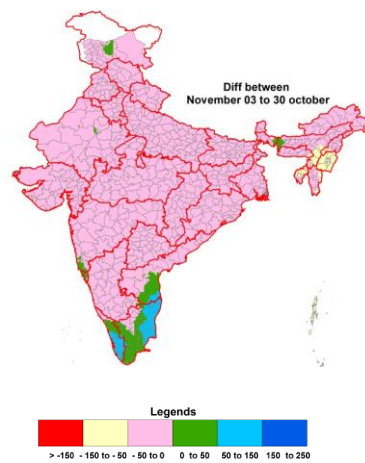 Diff between
November 03 to 30 october
Legends
> -150
- 150 to - 50
- 50 to 0
0 to 50
50 to 150
150 to 250